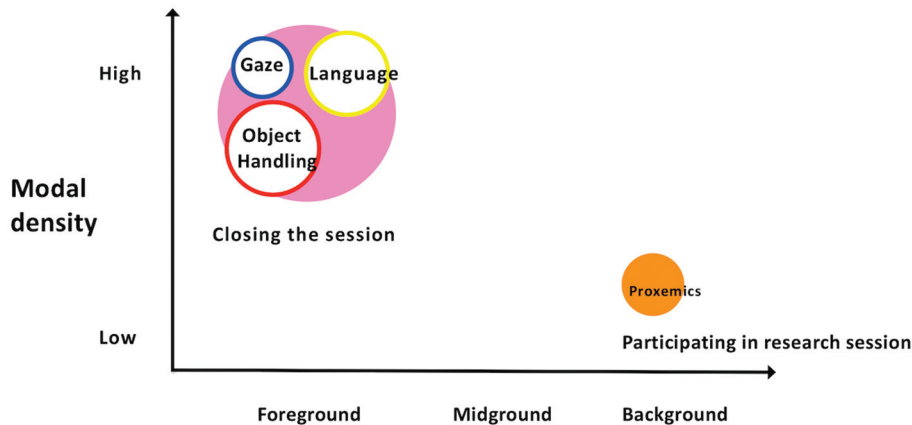 High
Gaze
Language
Object
Handling
Modal
density
Closing the session
Proxemics
Low
Participating in research session
Foreground
Midground
Background